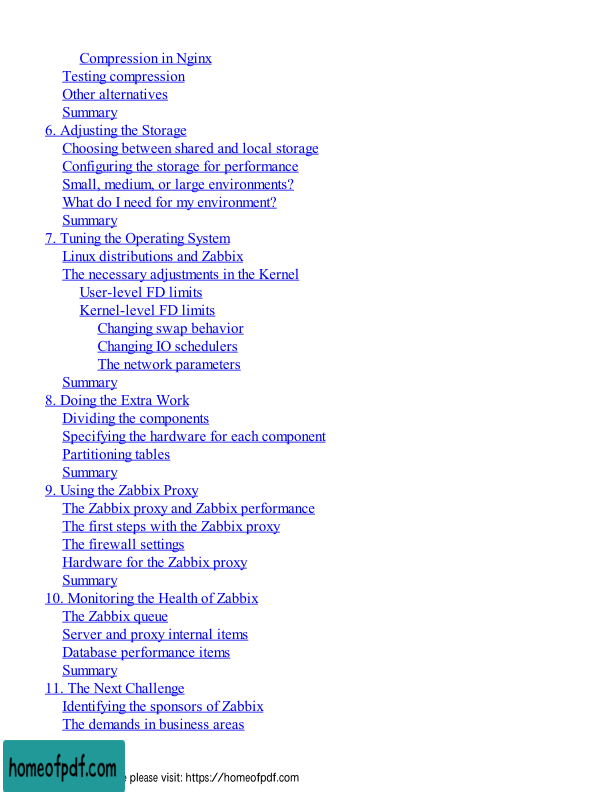 Compression in Nginx
Testing compression
Other alternatives
Summary
6. Adjusting the Storage
Choosing between shared and local storage
Configuring the storage for performance
Small, medium, or large environments?
What do I need for my environment?
Summary
7. Tuning the Operating System
Linux distributions and Zabbix
The necessary adjustments in the Kernel
User-level FD limits
Kernel-level FD limits
Changing swap behavior
Changing IO schedulers
The network parameters
Summary
8. Doing the Extra Work
Dividing the components
Specifying the hardware for each component
Partitioning tables
Summary
9. Using the Zabbix Proxy
The Zabbix proxy and Zabbix performance
The first steps with the Zabbix proxy
The firewall settings
Hardware for the Zabbix proxy
Summary
10. Monitoring the Health of Zabbix
The Zabbix queue
Server and proxy internal items
Database performance items
Summary
11. The Next Challenge
Identifying the sponsors of Zabbix
The demands in business areas
homeofpdf.com please visit: https://homeofpdf.com